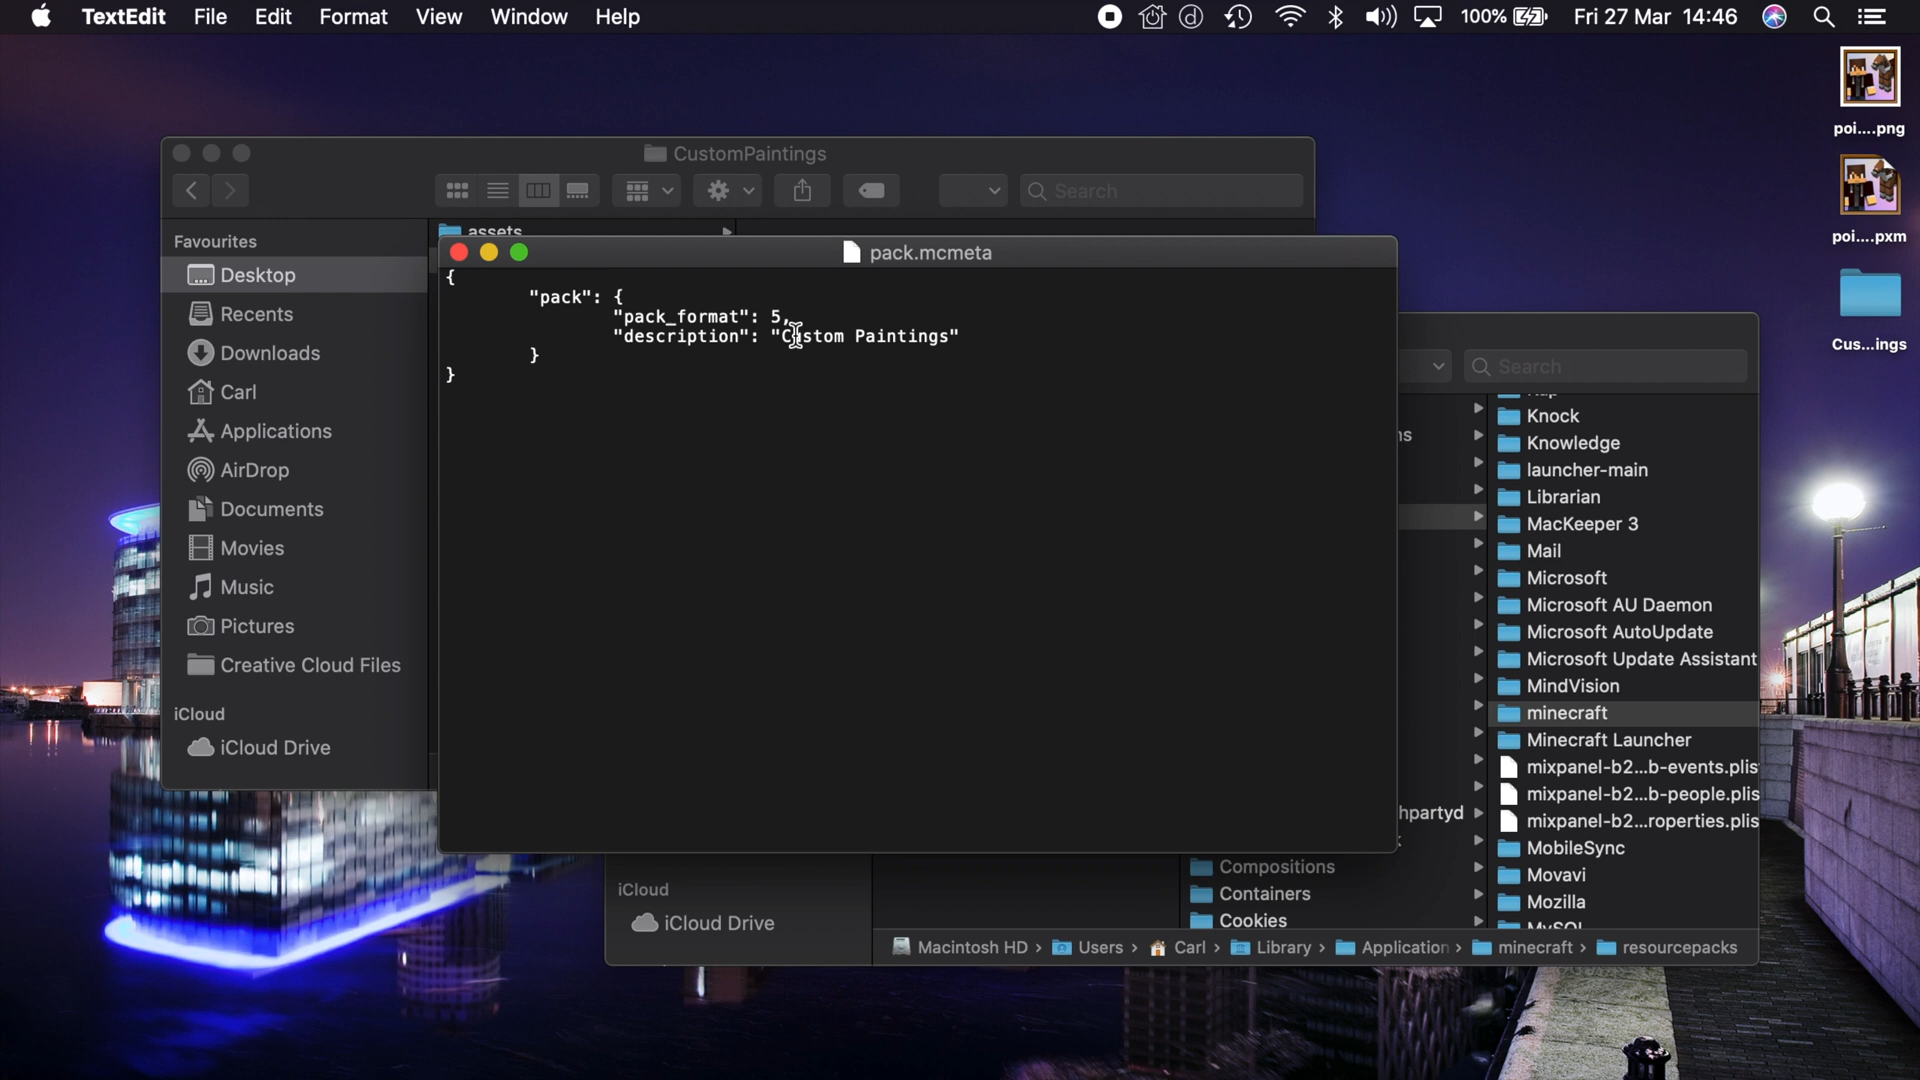 TextEdit File Edit Format View Window Help 100% Fri 27 Mar 14:46
poi....png
poi....pxm
Cus...ings
CustomPaintings
Search
Favourites
Desktop
Recents
Downloads
Carl
Applications
AirDrop
Documents
Movies
Music
Pictures
Creative Cloud Files
iCloud
iCloud Drive
assets
pack.mcmeta
{
"pack": {
"pack_format": 5,
"description": "Custom Paintings"
}
}
Search
Knock
Knowledge
launcher-main
Librarian
MacKeeper 3
Mail
Microsoft
Microsoft AU Daemon
Microsoft AutoUpdate
Microsoft Update Assistant
MindVision
minecraft
Minecraft Launcher
mixpanel-b2...b-events.plis
mixpanel-b2...b-people.plis
mixpanel-b2...roperties.plis
MobileSync
Movavi
Mozilla
MySQL
hpartyd
Compositions
Containers
Cookies
iCloud
iCloud Drive
Macintosh HD › Users › Carl › Library › Application › minecraft › resourcepacks